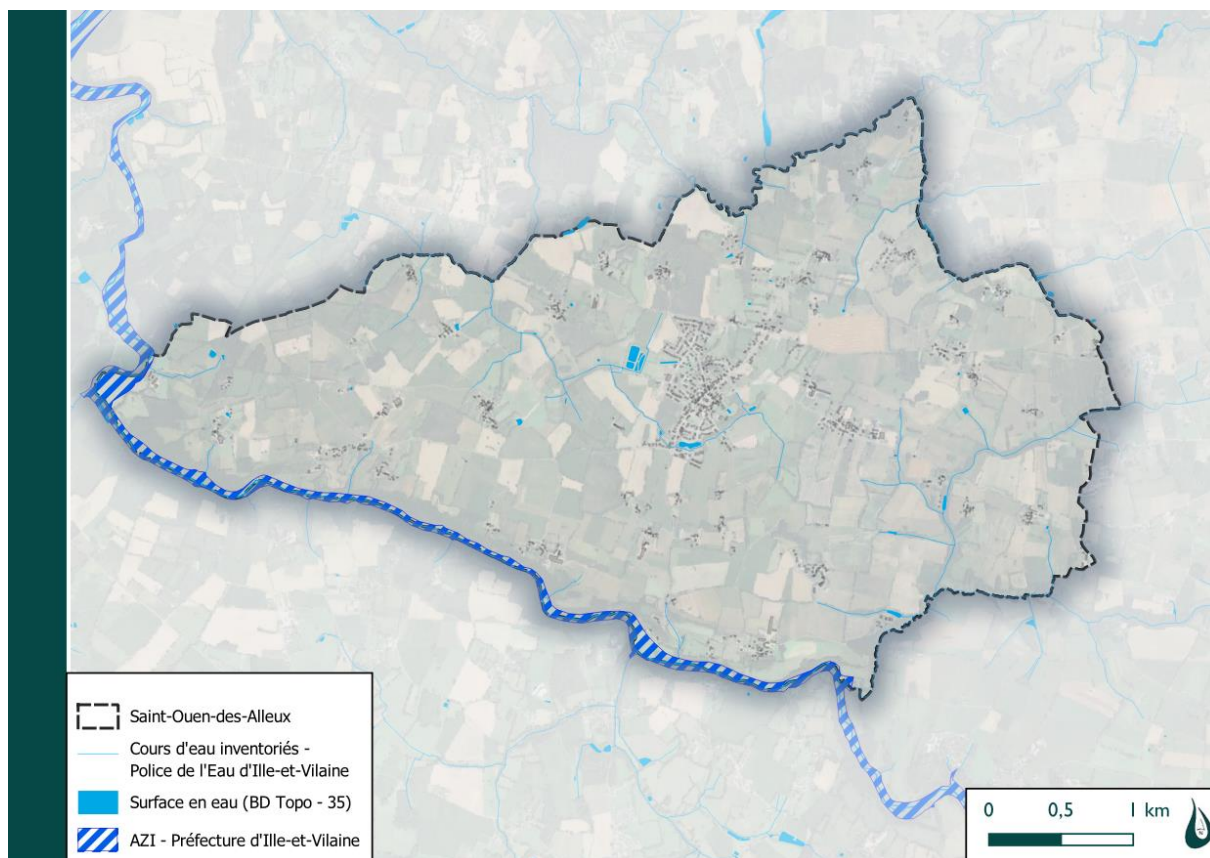 Saint-Ouen-des-Alleux
Cours d'eau inventoriés -
Police de l'Eau d'Ille-et-Vilaine
Surface en eau (BD Topo - 35)
AZI - Préfecture d'Ille-et-Vilaine
0 0,5 1 km